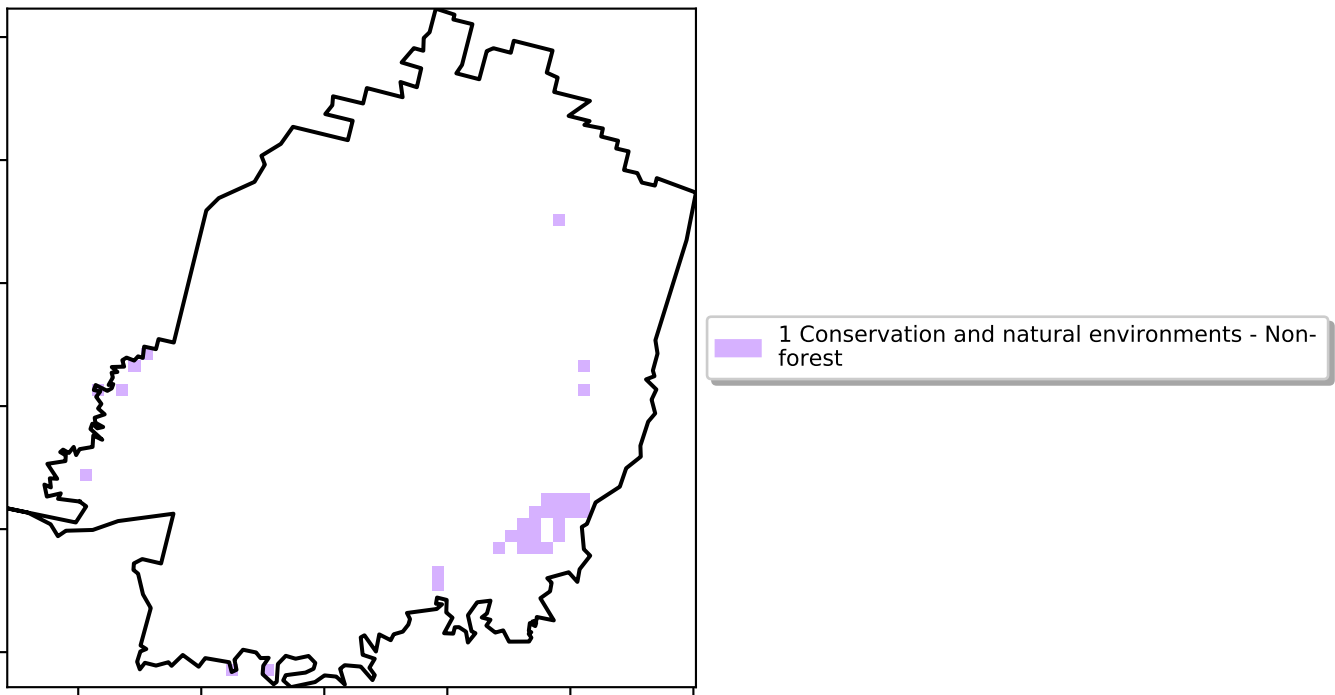 1 Conservation and natural environments - Non-
forest